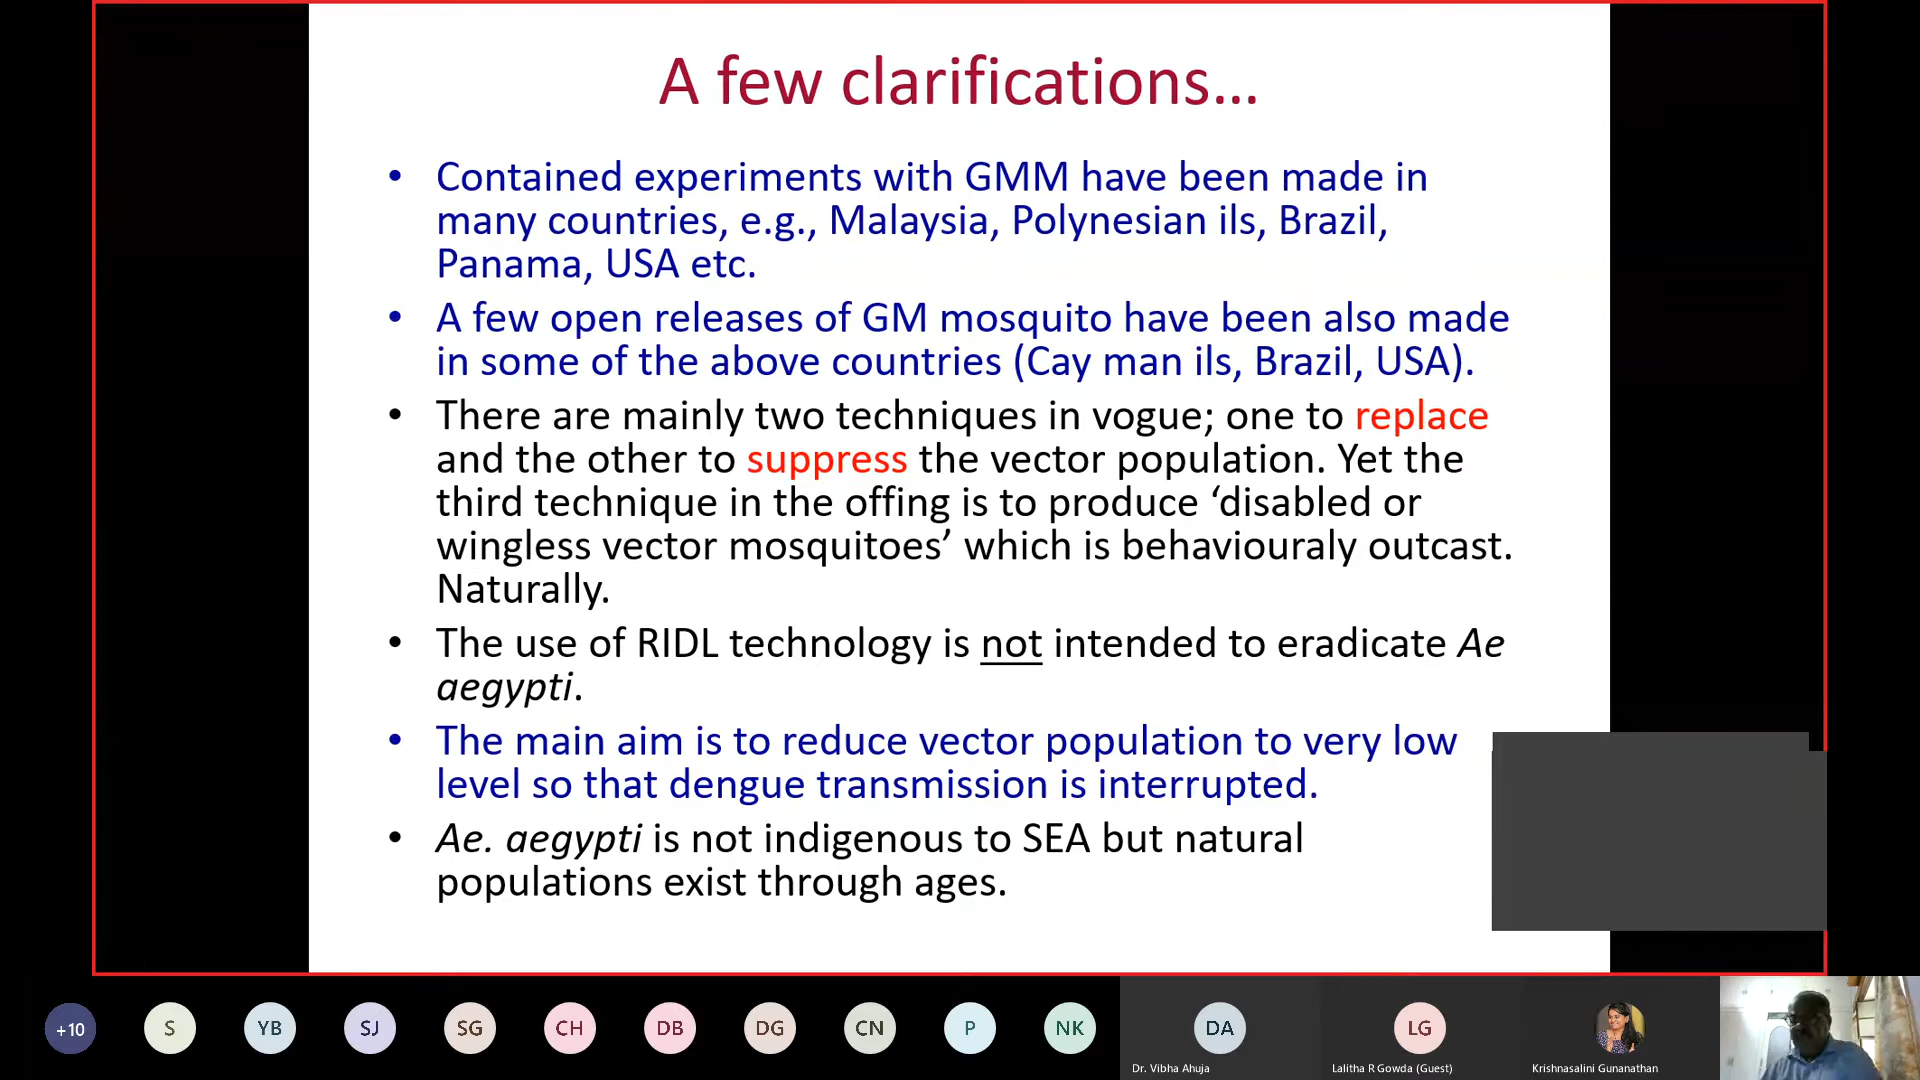 A few clarifications...
• Contained experiments with GMM have been made in
many countries, e.g., Malaysia, Polynesian ils, Brazil,
Panama, USA etc.
• A few open releases of GM mosquito have been also made
in some of the above countries (Cay man ils, Brazil, USA).
• There are mainly two techniques in vogue; one to replace
and the other to suppress the vector population. Yet the
third technique in the offing is to produce ‘disabled or
wingless vector mosquitoes’ which is behaviouraly outcast.
Naturally.
• The use of RIDL technology is not intended to eradicate Ae
aegypti.
• The main aim is to reduce vector population to very low
level so that dengue transmission is interrupted.
• Ae. aegypti is not indigenous to SEA but natural
populations exist through ages.
+10 S YB SJ SG CH DB DG CN P NK DA LG
Dr. Vibha Ahuja Lalitha R Gowda (Guest) Krishnasalini Gunanathan